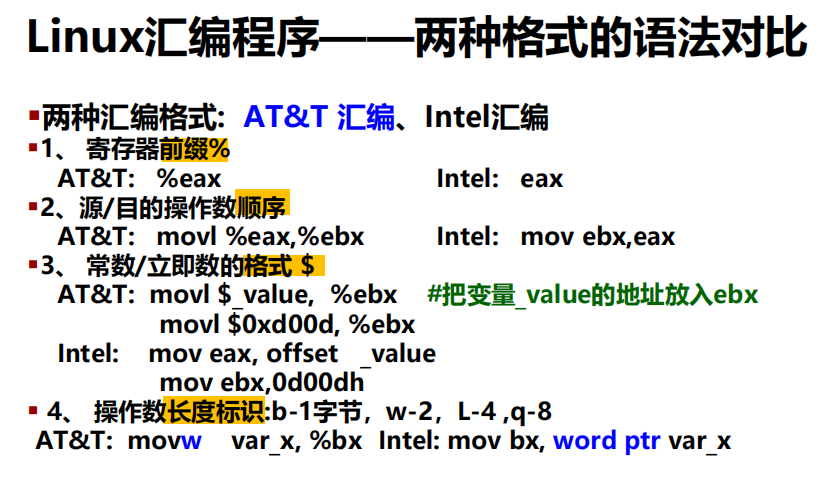 Linux汇编程序——两种格式的语法对比
▪两种汇编格式: AT&T 汇编、Intel汇编
▪1、 寄存器前缀%
AT&T: %eax Intel: eax
▪2、源/目的操作数顺序
AT&T: movl %eax,%ebx Intel: mov ebx,eax
▪3、 常数/立即数的格式 $
AT&T: movl $_value, %ebx #把变量_value的地址放入ebx
movl $0xd00d, %ebx
Intel: mov eax, offset _value
mov ebx,0d00dh
▪ 4、 操作数长度标识:b-1字节，w-2，L-4 ,q-8
AT&T: movw var_x, %bx Intel: mov bx, word ptr var_x